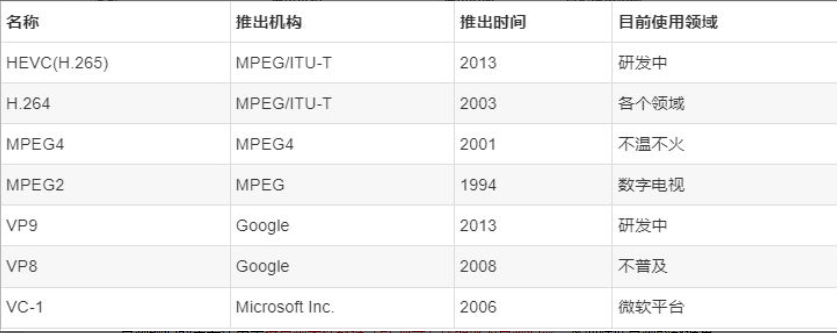 名称 推出机构 推出时间 目前使用领域
HEVC(H.265) MPEG/ITU-T 2013 研发中
H.264 MPEG/ITU-T 2003 各个领域
MPEG4 MPEG4 2001 不温不火
MPEG2 MPEG 1994 数字电视
VP9 Google 2013 研发中
VP8 Google 2008 不普及
VC-1 Microsoft Inc. 2006 微软平台